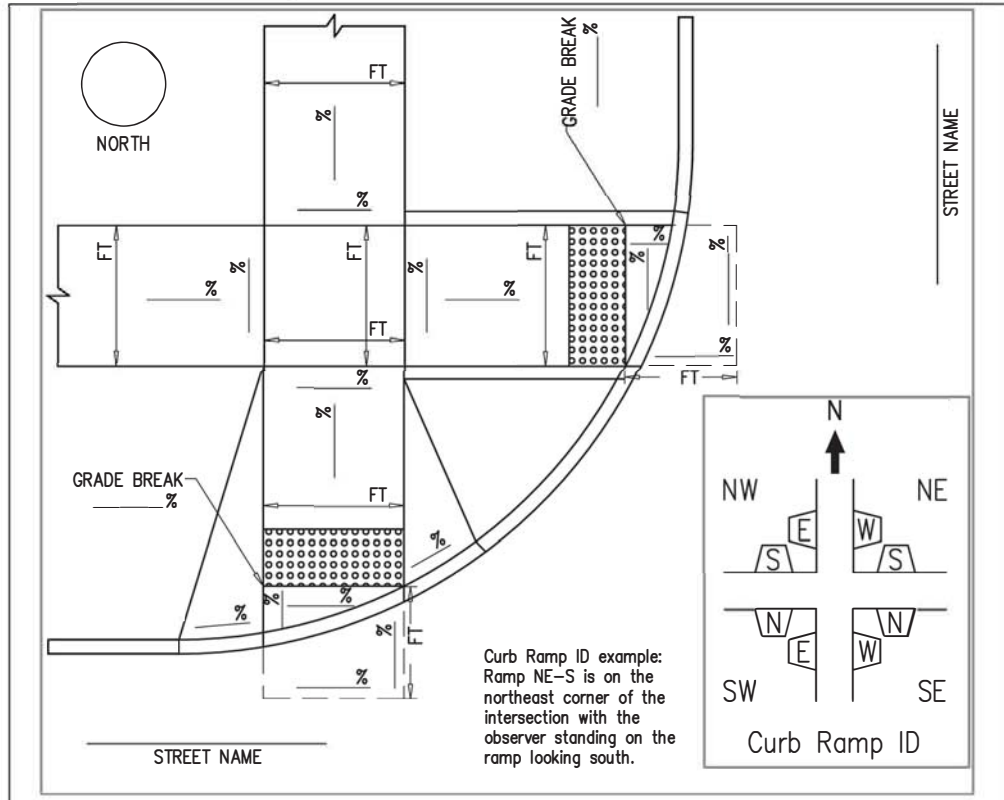 NORTH
FT
%
%
GRADE BREAK
%
STREET NAME
FT
%
%
FT
%
%
FT
%
%
%
%
FT
%
FT
%
%
GRADE BREAK
%
FT
%
%
%
%
%
FT
%
STREET NAME
Curb Ramp ID example:
Ramp NE–S is on the
northeast corner of the
intersection with the
observer standing on the
ramp looking south.
N
NW
NE
E
W
S
S
N
N
E
W
SW
SE
Curb Ramp ID